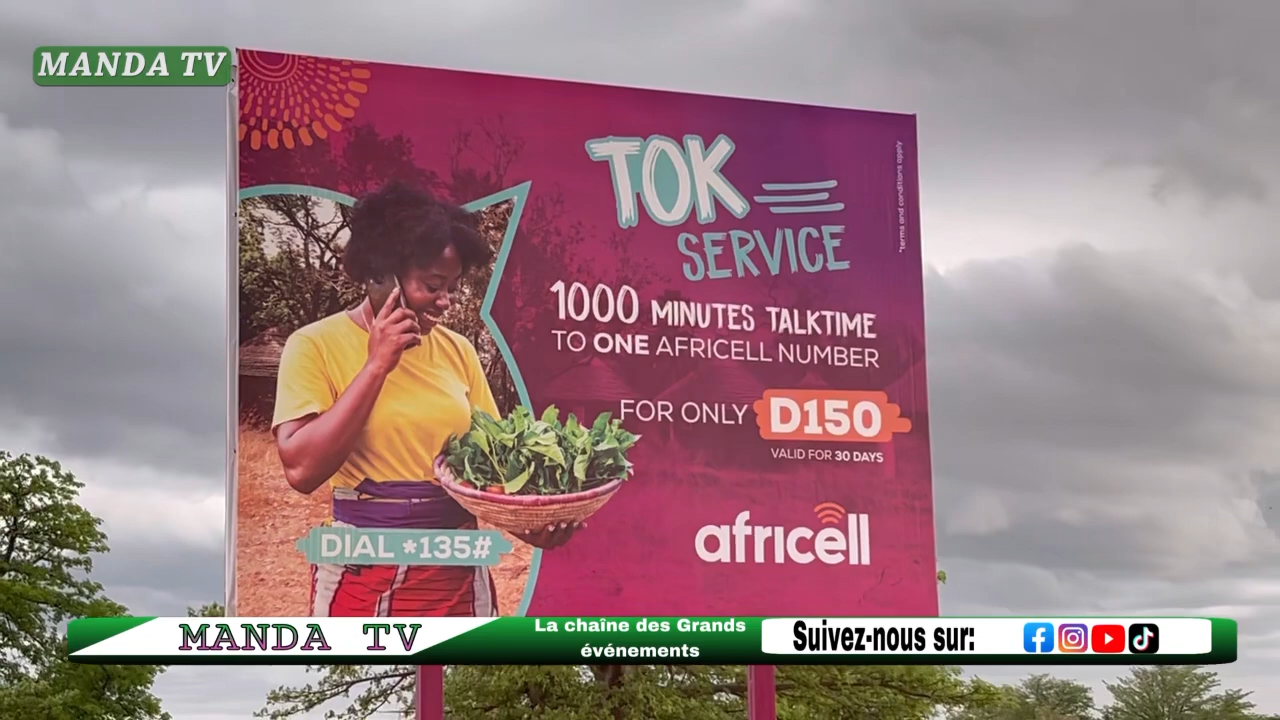 MANDA TV
TOK
SERVICE
*terms and conditions apply
1000 MINUTES TALKTIME
TO ONE AFRICELL NUMBER
FOR ONLY D150
VALID FOR 30 DAYS
africell
DIAL *135#
MANDA TV
La chaîne des Grands
événements
Suivez-nous sur: